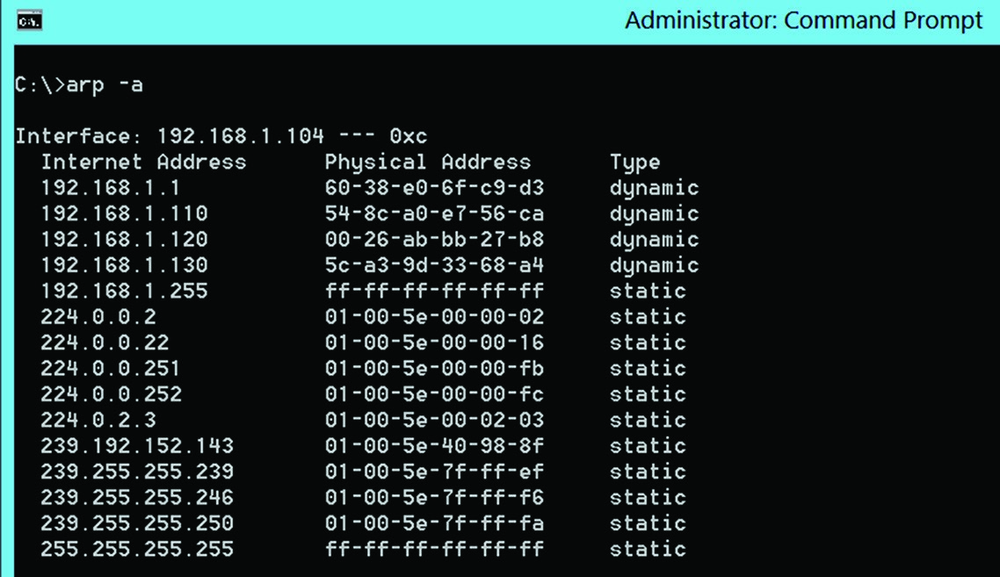 C:\.
Administrator: Command Prompt
C:\>arp -a
Interface: 192.168.1.104 --- 0xc
Internet Address Physical Address Type
192.168.1.1 60-38-e0-6f-c9-d3 dynamic
192.168.1.110 54-8c-a0-e7-56-ca dynamic
192.168.1.120 00-26-ab-bb-27-b8 dynamic
192.168.1.130 5c-a3-9d-33-68-a4 dynamic
192.168.1.255 ff-ff-ff-ff-ff-ff static
224.0.0.2 01-00-5e-00-00-02 static
224.0.0.22 01-00-5e-00-00-16 static
224.0.0.251 01-00-5e-00-00-fb static
224.0.0.252 01-00-5e-00-00-fc static
224.0.2.3 01-00-5e-00-02-03 static
239.192.152.143 01-00-5e-40-98-8f static
239.255.255.239 01-00-5e-7f-ff-ef static
239.255.255.246 01-00-5e-7f-ff-f6 static
239.255.255.250 01-00-5e-7f-ff-fa static
255.255.255.255 ff-ff-ff-ff-ff-ff static